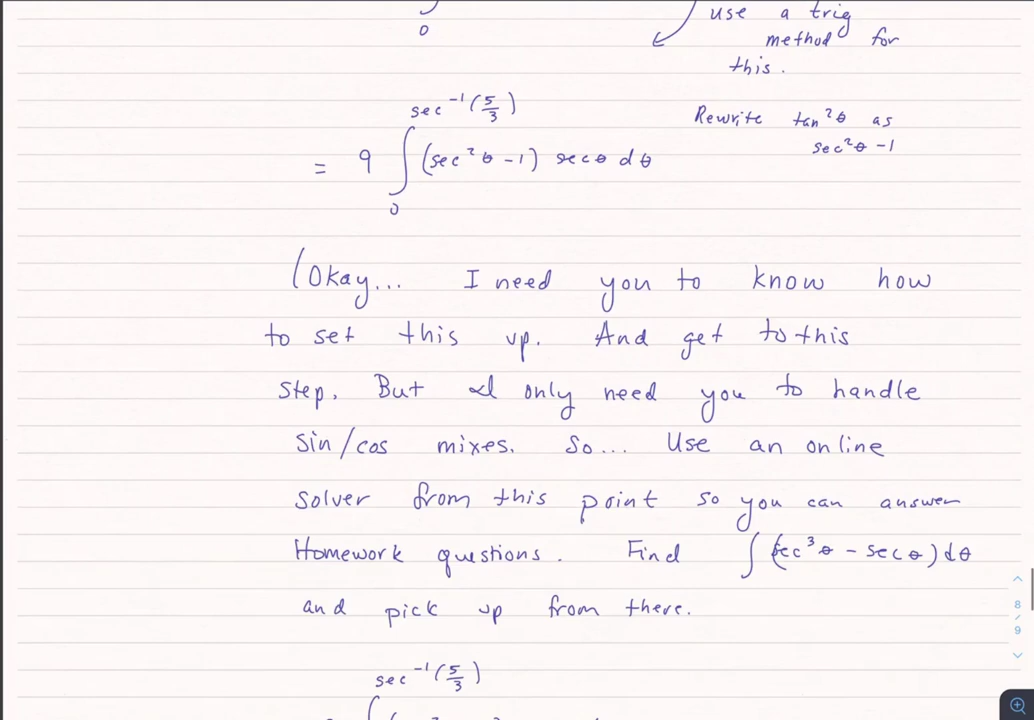 use a trig
method for
this.
0
sec⁻¹(5/3)
Rewrite tan²θ as
sec²θ -1
= 9 ∫ (sec²θ -1) secθ dθ
0
(Okay... I need you to know how
to set this up. And get to this
step. But I only need you to handle
sin/cos mixes. So... Use an online
solver from this point so you can answer
Homework questions. Find ∫(sec³θ - secθ)dθ
and pick up from there.
8
/
9
sec⁻¹(5/3)